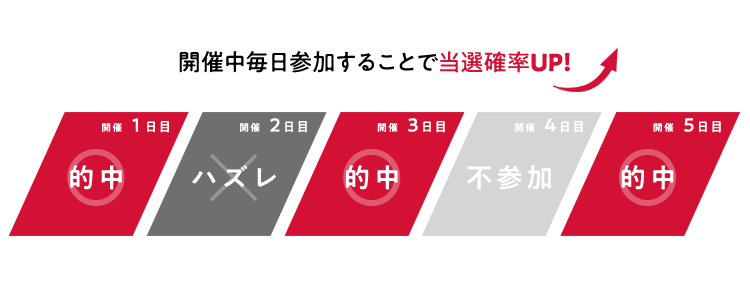 開催中毎日参加することで当選確率UP!
開催 1日目
的中
開催 2日目
ハズレ
開催 3日目
的中
開催 4日目
不参加
開催 5日目
的中